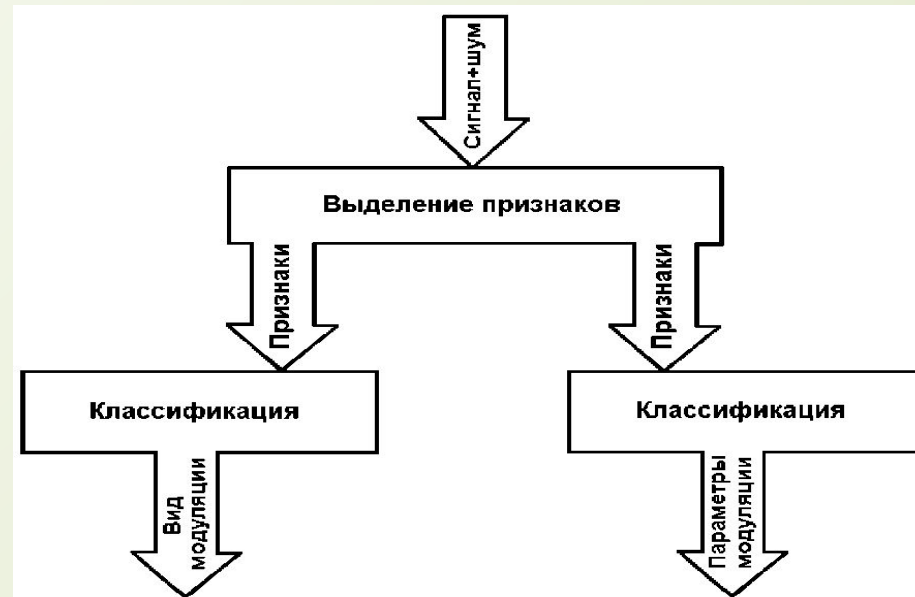 Сигнал+шум
Выделение признаков
Признаки
Признаки
Классификация
Классификация
Вид
модуляции
Параметры
модуляции